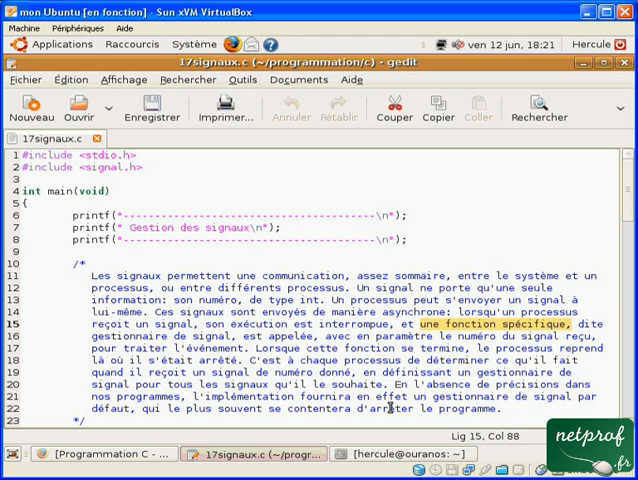 mon Ubuntu [en fonction] - Sun xVM VirtualBox
Machine Périphériques Aide
Applications Raccourcis Système ven 12 jun, 18:21 Hercule
17signaux.c (~/programmation/c) - gedit
Fichier Édition Affichage Rechercher Outils Documents Aide
Nouveau Ouvrir Enregistrer Imprimer... Annuler Rétablir Couper Copier Coller Rechercher
17signaux.c
1 #include <stdio.h>
2 #include <signal.h>
3
4 int main(void)
5 {
6 printf("----------------------------------------\n");
7 printf(" Gestion des signaux\n");
8 printf("----------------------------------------\n");
9
10 /*
11 Les signaux permettent une communication, assez sommaire, entre le système et un
12 processus, ou entre différents processus. Un signal ne porte qu'une seule
13 information: son numéro, de type int. Un processus peut s'envoyer un signal à
14 lui-même. Ces signaux sont envoyés de manière asynchrone: lorsqu'un processus
15 reçoit un signal, son exécution est interrompue, et une fonction spécifique, dite
16 gestionnaire de signal, est appelée, avec en paramètre le numéro du signal reçu,
17 pour traiter l'événement. Lorsque cette fonction se termine, le processus reprend
18 là où il s'était arrêté. C'est à chaque processus de déterminer ce qu'il fait
19 quand il reçoit un signal de numéro donné, en définissant un gestionnaire de
20 signal pour tous les signaux qu'il le souhaite. En l'absence de précisions dans
21 nos programmes, l'implémentation fournira en effet un gestionnaire de signal par
22 défaut, qui le plus souvent se contentera d'arrêter le programme.
23 */
Lig 15, Col 88
[Programmation C - ... 17signaux.c (~/progr... [hercule@ouranos: ~]
netprof
.fr